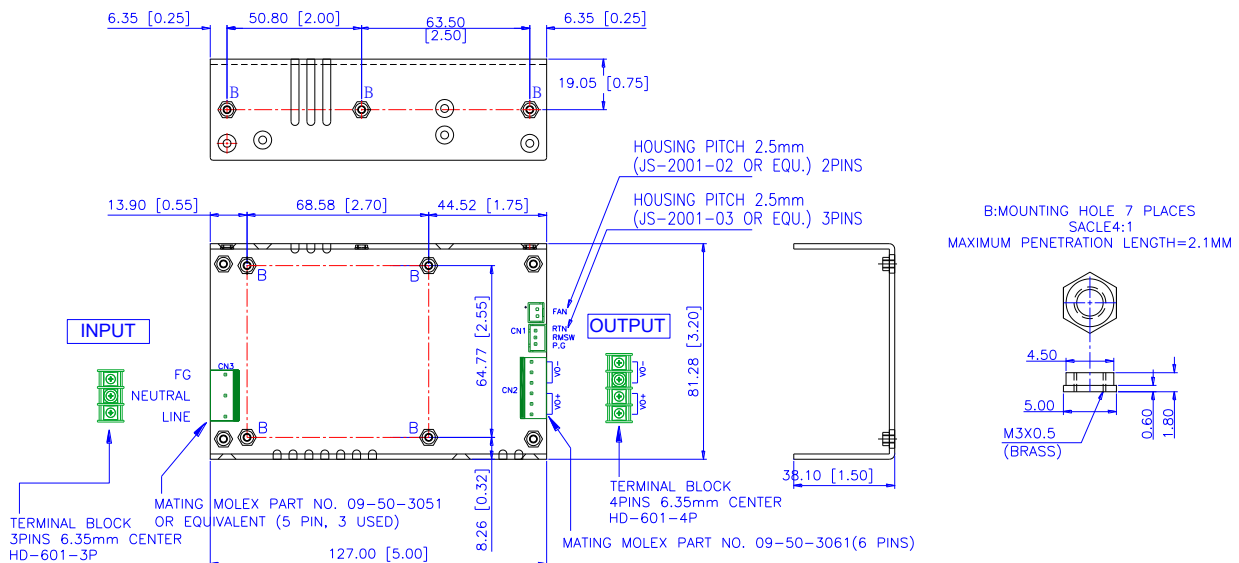 6.35 [0.25]
50.80 [2.00]
63.50
[2.50]
6.35 [0.25]
19.05 [0.75]
B
B
B
HOUSING PITCH 2.5mm
(JS-2001-02 OR EQU.) 2PINS
HOUSING PITCH 2.5mm
(JS-2001-03 OR EQU.) 3PINS
13.90 [0.55]
68.58 [2.70]
44.52 [1.75]
B:MOUNTING HOLE 7 PLACES
SACLE4:1
MAXIMUM PENETRATION LENGTH=2.1MM
B
B
INPUT
FAN
CN1
RTN
RMSW
P.G
OUTPUT
64.77 [2.55]
81.28 [3.20]
CN3
FG
NEUTRAL
LINE
CN2
VO-
VO+
VO-
VO+
B
B
4.50
5.00
0.60
1.80
M3X0.5
(BRASS)
38.10 [1.50]
8.26 [0.32]
TERMINAL BLOCK
3PINS 6.35mm CENTER
HD-601-3P
MATING MOLEX PART NO. 09-50-3051
OR EQUIVALENT (5 PIN, 3 USED)
TERMINAL BLOCK
4PINS 6.35mm CENTER
HD-601-4P
MATING MOLEX PART NO. 09-50-3061(6 PINS)
127.00 [5.00]